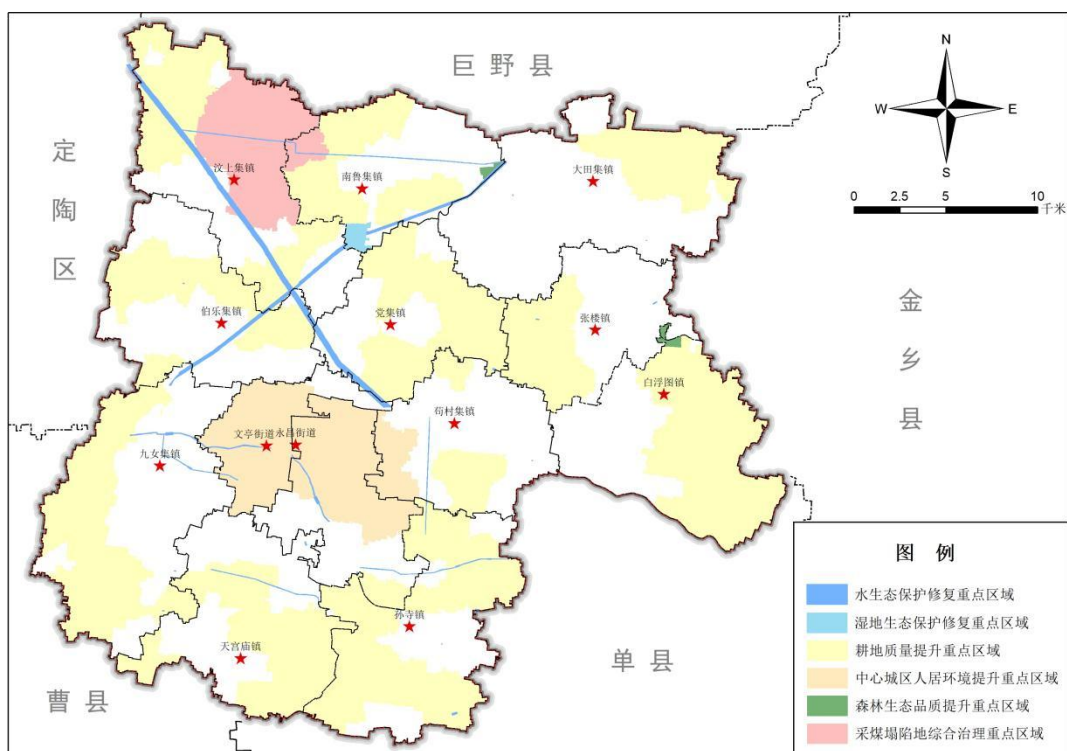 巨野县
N
W
E
S
定陶区
0 2.5 5 10
千米
汶上集镇
南鲁集镇
大田集镇
金乡县
伯乐集镇
党集镇
张楼镇
白浮图镇
苟村集镇
文亭街道
永昌街道
九女集镇
孙寺镇
天宫庙镇
单县
曹县
图例
水生态保护修复重点区域
湿地生态保护修复重点区域
耕地质量提升重点区域
中心城区人居环境提升重点区域
森林生态品质提升重点区域
采煤塌陷地综合治理重点区域